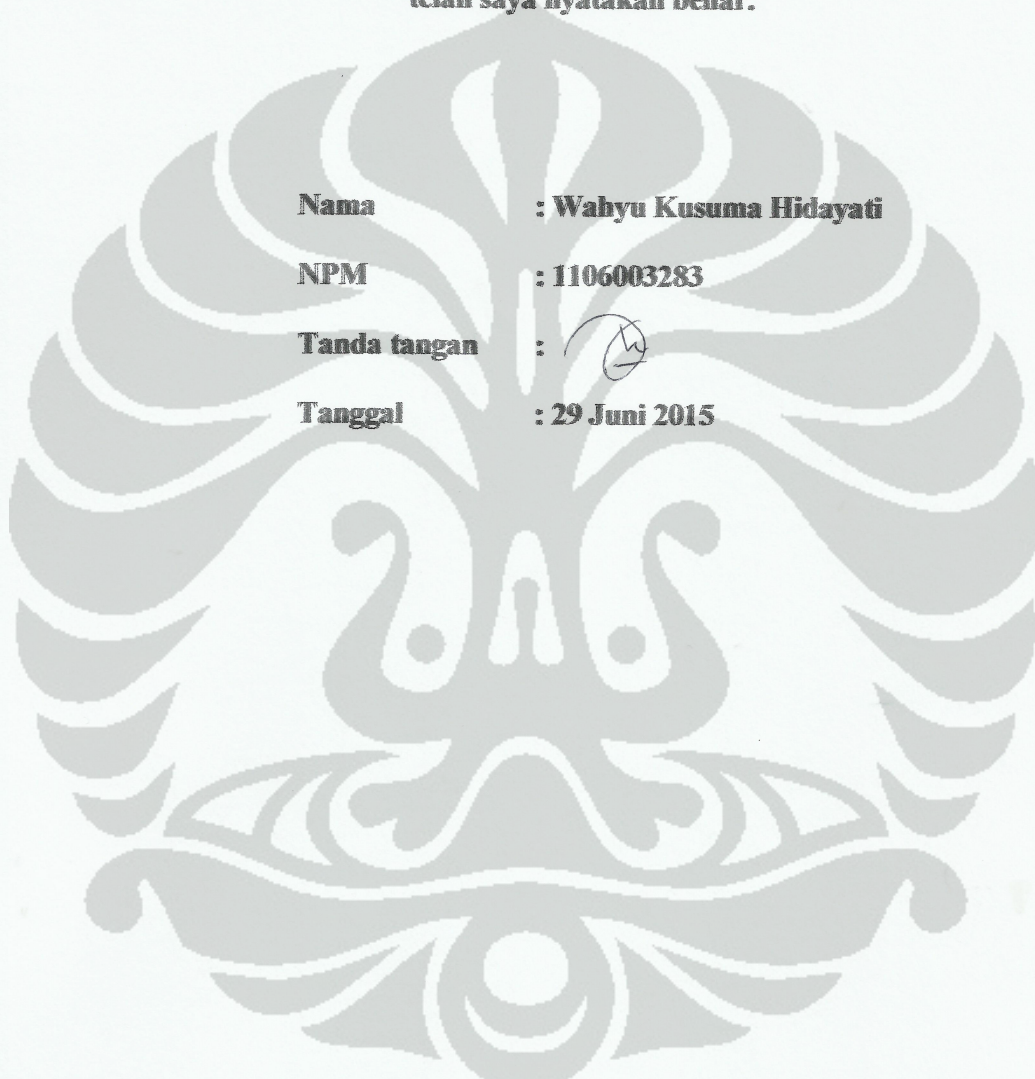 telah saya nyatakan benar.
Nama : Wahyu Kusuma Hidayati
NPM : 1106003283
Tanda tangan :
Tanggal : 29 Juni 2015